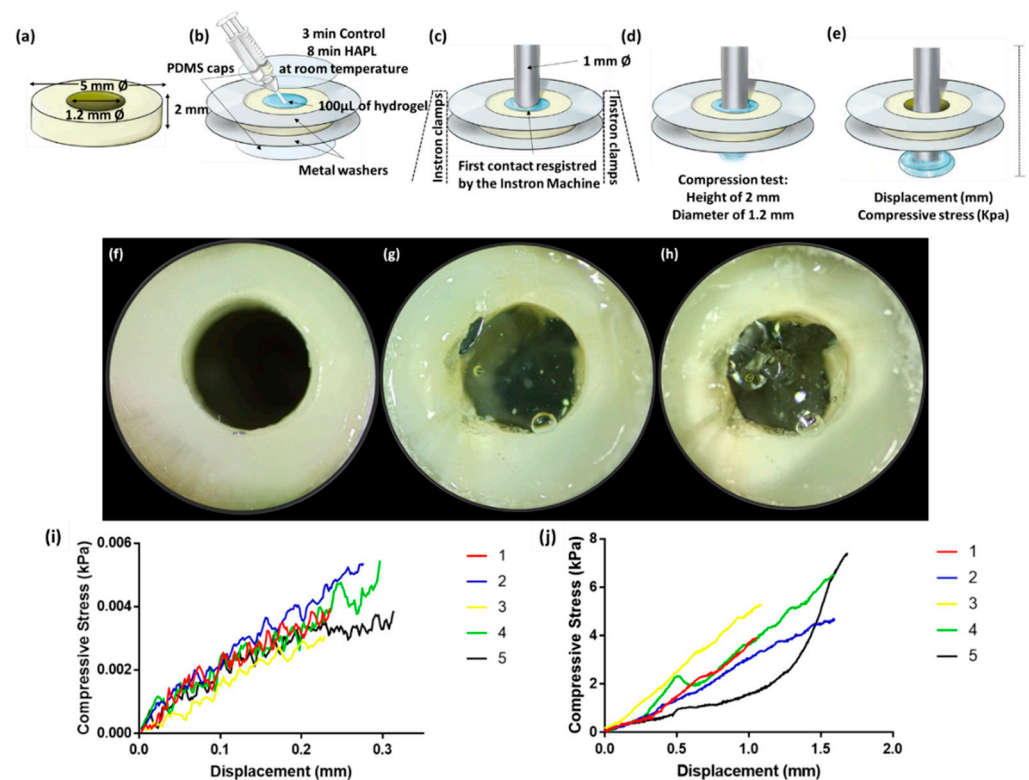 (a)
5 mm Ø
1.2 mm Ø
2 mm
(b)
3 min Control
8 min HAPL
at room temperature
PDMS caps
100µL of hydrogel
Metal washers
(c)
1 mm Ø
Instron clamps
Instron clamps
First contact resgistred
by the Instron Machine
(d)
Compression test:
Height of 2 mm
Diameter of 1.2 mm
(e)
Displacement (mm)
Compressive stress (Kpa)
(f)
(g)
(h)
(i)
Compressive Stress (kPa)
0.006
0.004
0.002
0.000
0.0 0.1 0.2 0.3
Displacement (mm)
1
2
3
4
5
(j)
Compressive Stress (kPa)
8
6
4
2
0
0.0 0.5 1.0 1.5 2.0
Displacement (mm)
1
2
3
4
5